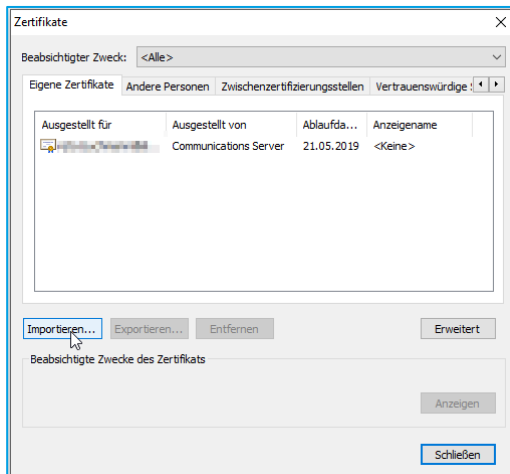 Zertifikate
Beabsichtigter Zweck: <Alle>
Eigene Zertifikate Andere Personen Zwischenzertifizierungsstellen Vertrauenswürdige
Ausgestellt für Ausgestellt von Ablaufda... Anzeigename
Communications Server 21.05.2019 <Keine>
Importieren... Exportieren... Entfernen Erweitert
Beabsichtigte Zwecke des Zertifikats
Anzeigen
Schließen